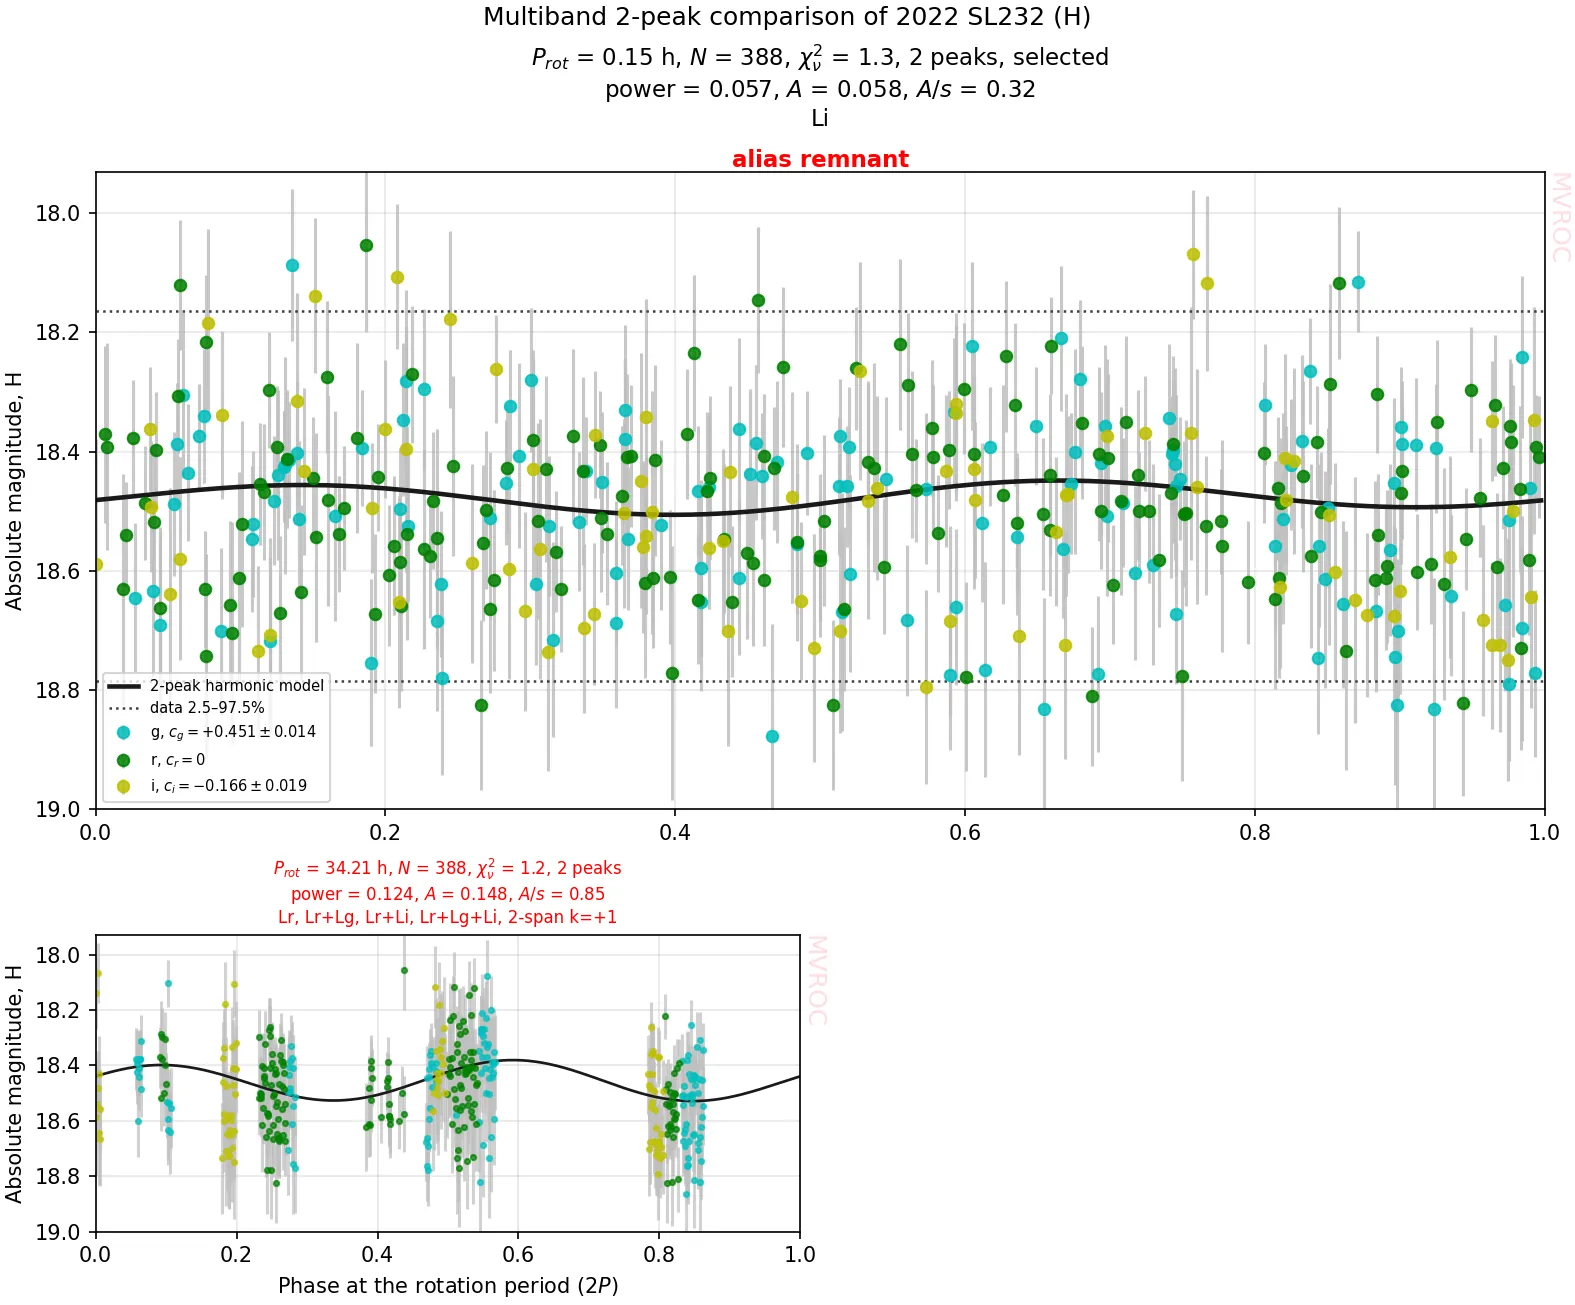 Multiband 2-peak comparison of 2022 SL232 (H)
P_rot = 0.15 h, N = 388, χ²_ν = 1.3, 2 peaks, selected
power = 0.057, A = 0.058, A/s = 0.32
Li
alias remnant
MVROC
Absolute magnitude, H
18.0
18.2
18.4
18.6
18.8
19.0
2-peak harmonic model
data 2.5–97.5%
g, c_g = +0.451 ± 0.014
r, c_r = 0
i, c_i = −0.166 ± 0.019
0.0 0.2 0.4 0.6 0.8 1.0
P_rot = 34.21 h, N = 388, χ²_ν = 1.2, 2 peaks
power = 0.124, A = 0.148, A/s = 0.85
Lr, Lr+Lg, Lr+Li, Lr+Lg+Li, 2-span k=+1
MVROC
Absolute magnitude, H
18.0
18.2
18.4
18.6
18.8
19.0
0.0 0.2 0.4 0.6 0.8 1.0
Phase at the rotation period (2P)